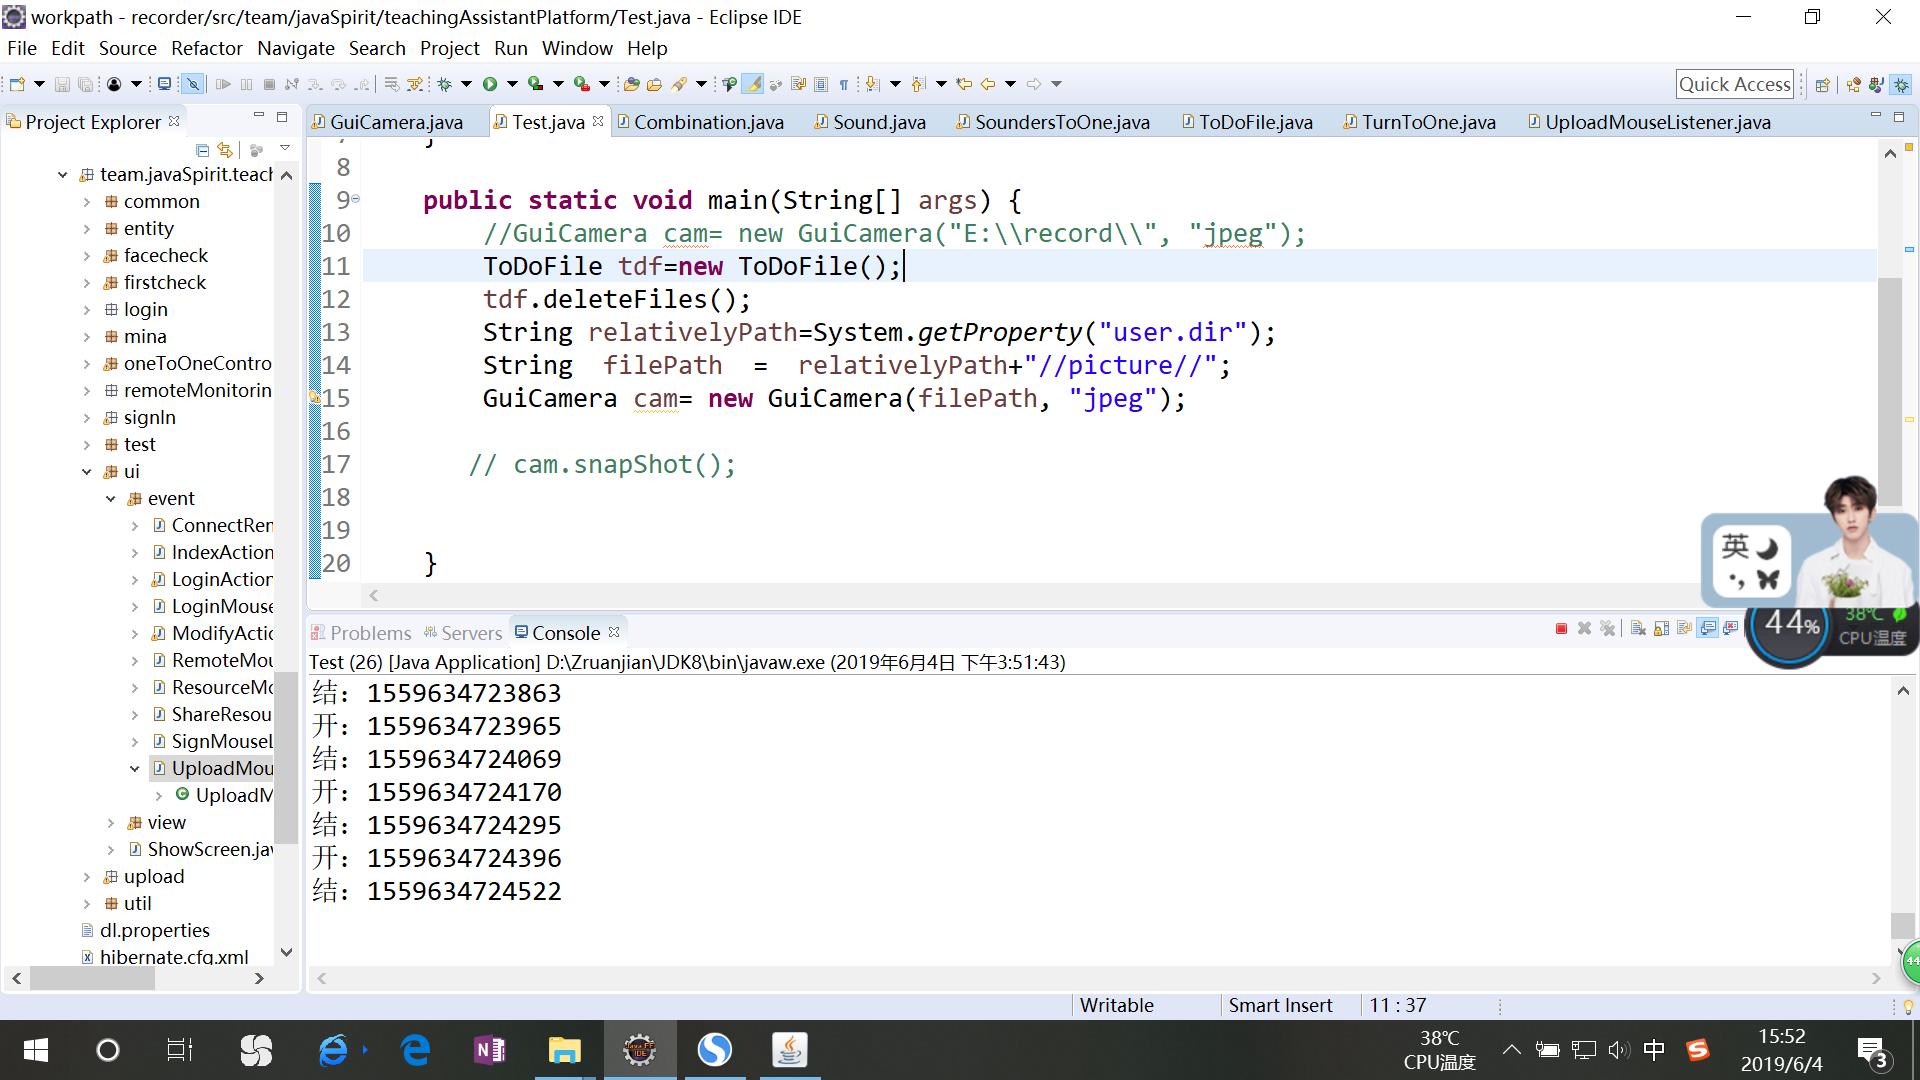 workpath - recorder/src/team/javaSpirit/teachingAssistantPlatform/Test.java - Eclipse IDE
File Edit Source Refactor Navigate Search Project Run Window Help
Quick Access
Project Explorer
GuiCamera.java Test.java Combination.java Sound.java SoundersToOne.java ToDoFile.java TurnToOne.java UploadMouseListener.java
team.javaSpirit.teach
common
entity
facecheck
firstcheck
login
mina
oneToOneContro
remoteMonitorin
signIn
test
ui
event
ConnectRem
IndexAction
LoginAction
LoginMouse
ModifyActic
RemoteMou
ResourceMo
ShareResou
SignMouseL
UploadMou
UploadM
view
ShowScreen.jav
upload
util
dl.properties
hibernate.cfg.xml
8
9 public static void main(String[] args) {
10 //GuiCamera cam= new GuiCamera("E:\\record\\", "jpeg");
11 ToDoFile tdf=new ToDoFile();
12 tdf.deleteFiles();
13 String relativelyPath=System.getProperty("user.dir");
14 String filePath = relativelyPath+"//picture//";
15 GuiCamera cam= new GuiCamera(filePath, "jpeg");
16
17 // cam.snapShot();
18
19
20 }
英
44%
38℃
CPU温度
Problems Servers Console
Test (26) [Java Application] D:\Zruanjian\JDK8\bin\javaw.exe (2019年6月4日 下午3:51:43)
结: 1559634723863
开: 1559634723965
结: 1559634724069
开: 1559634724170
结: 1559634724295
开: 1559634724396
结: 1559634724522
44
Writable Smart Insert 11 : 37
38℃
CPU温度
中
15:52
2019/6/4
3